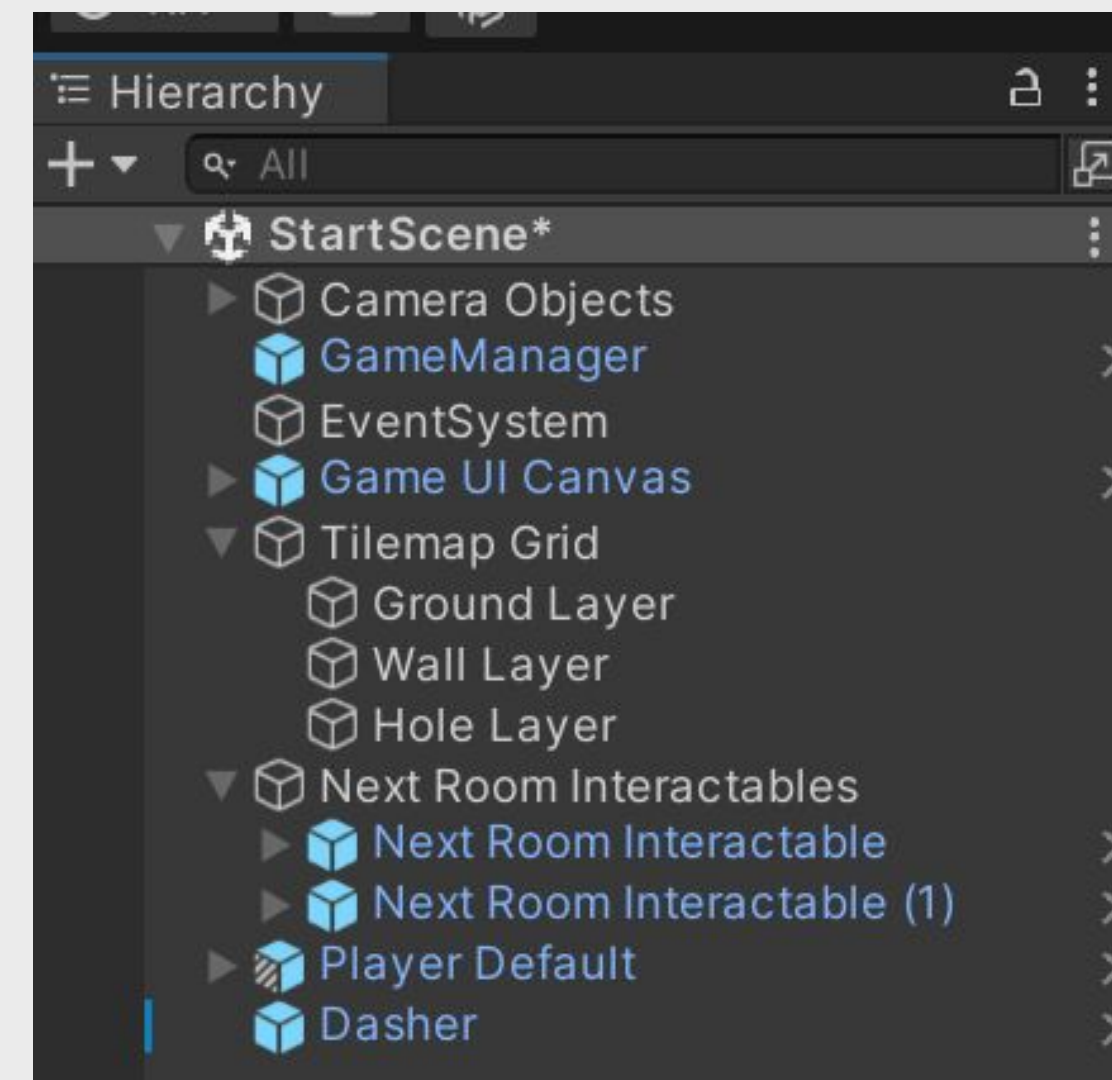 Hierarchy
All
StartScene*
Camera Objects
GameManager
EventSystem
Game UI Canvas
Tilemap Grid
Ground Layer
Wall Layer
Hole Layer
Next Room Interactables
Next Room Interactable
Next Room Interactable (1)
Player Default
Dasher